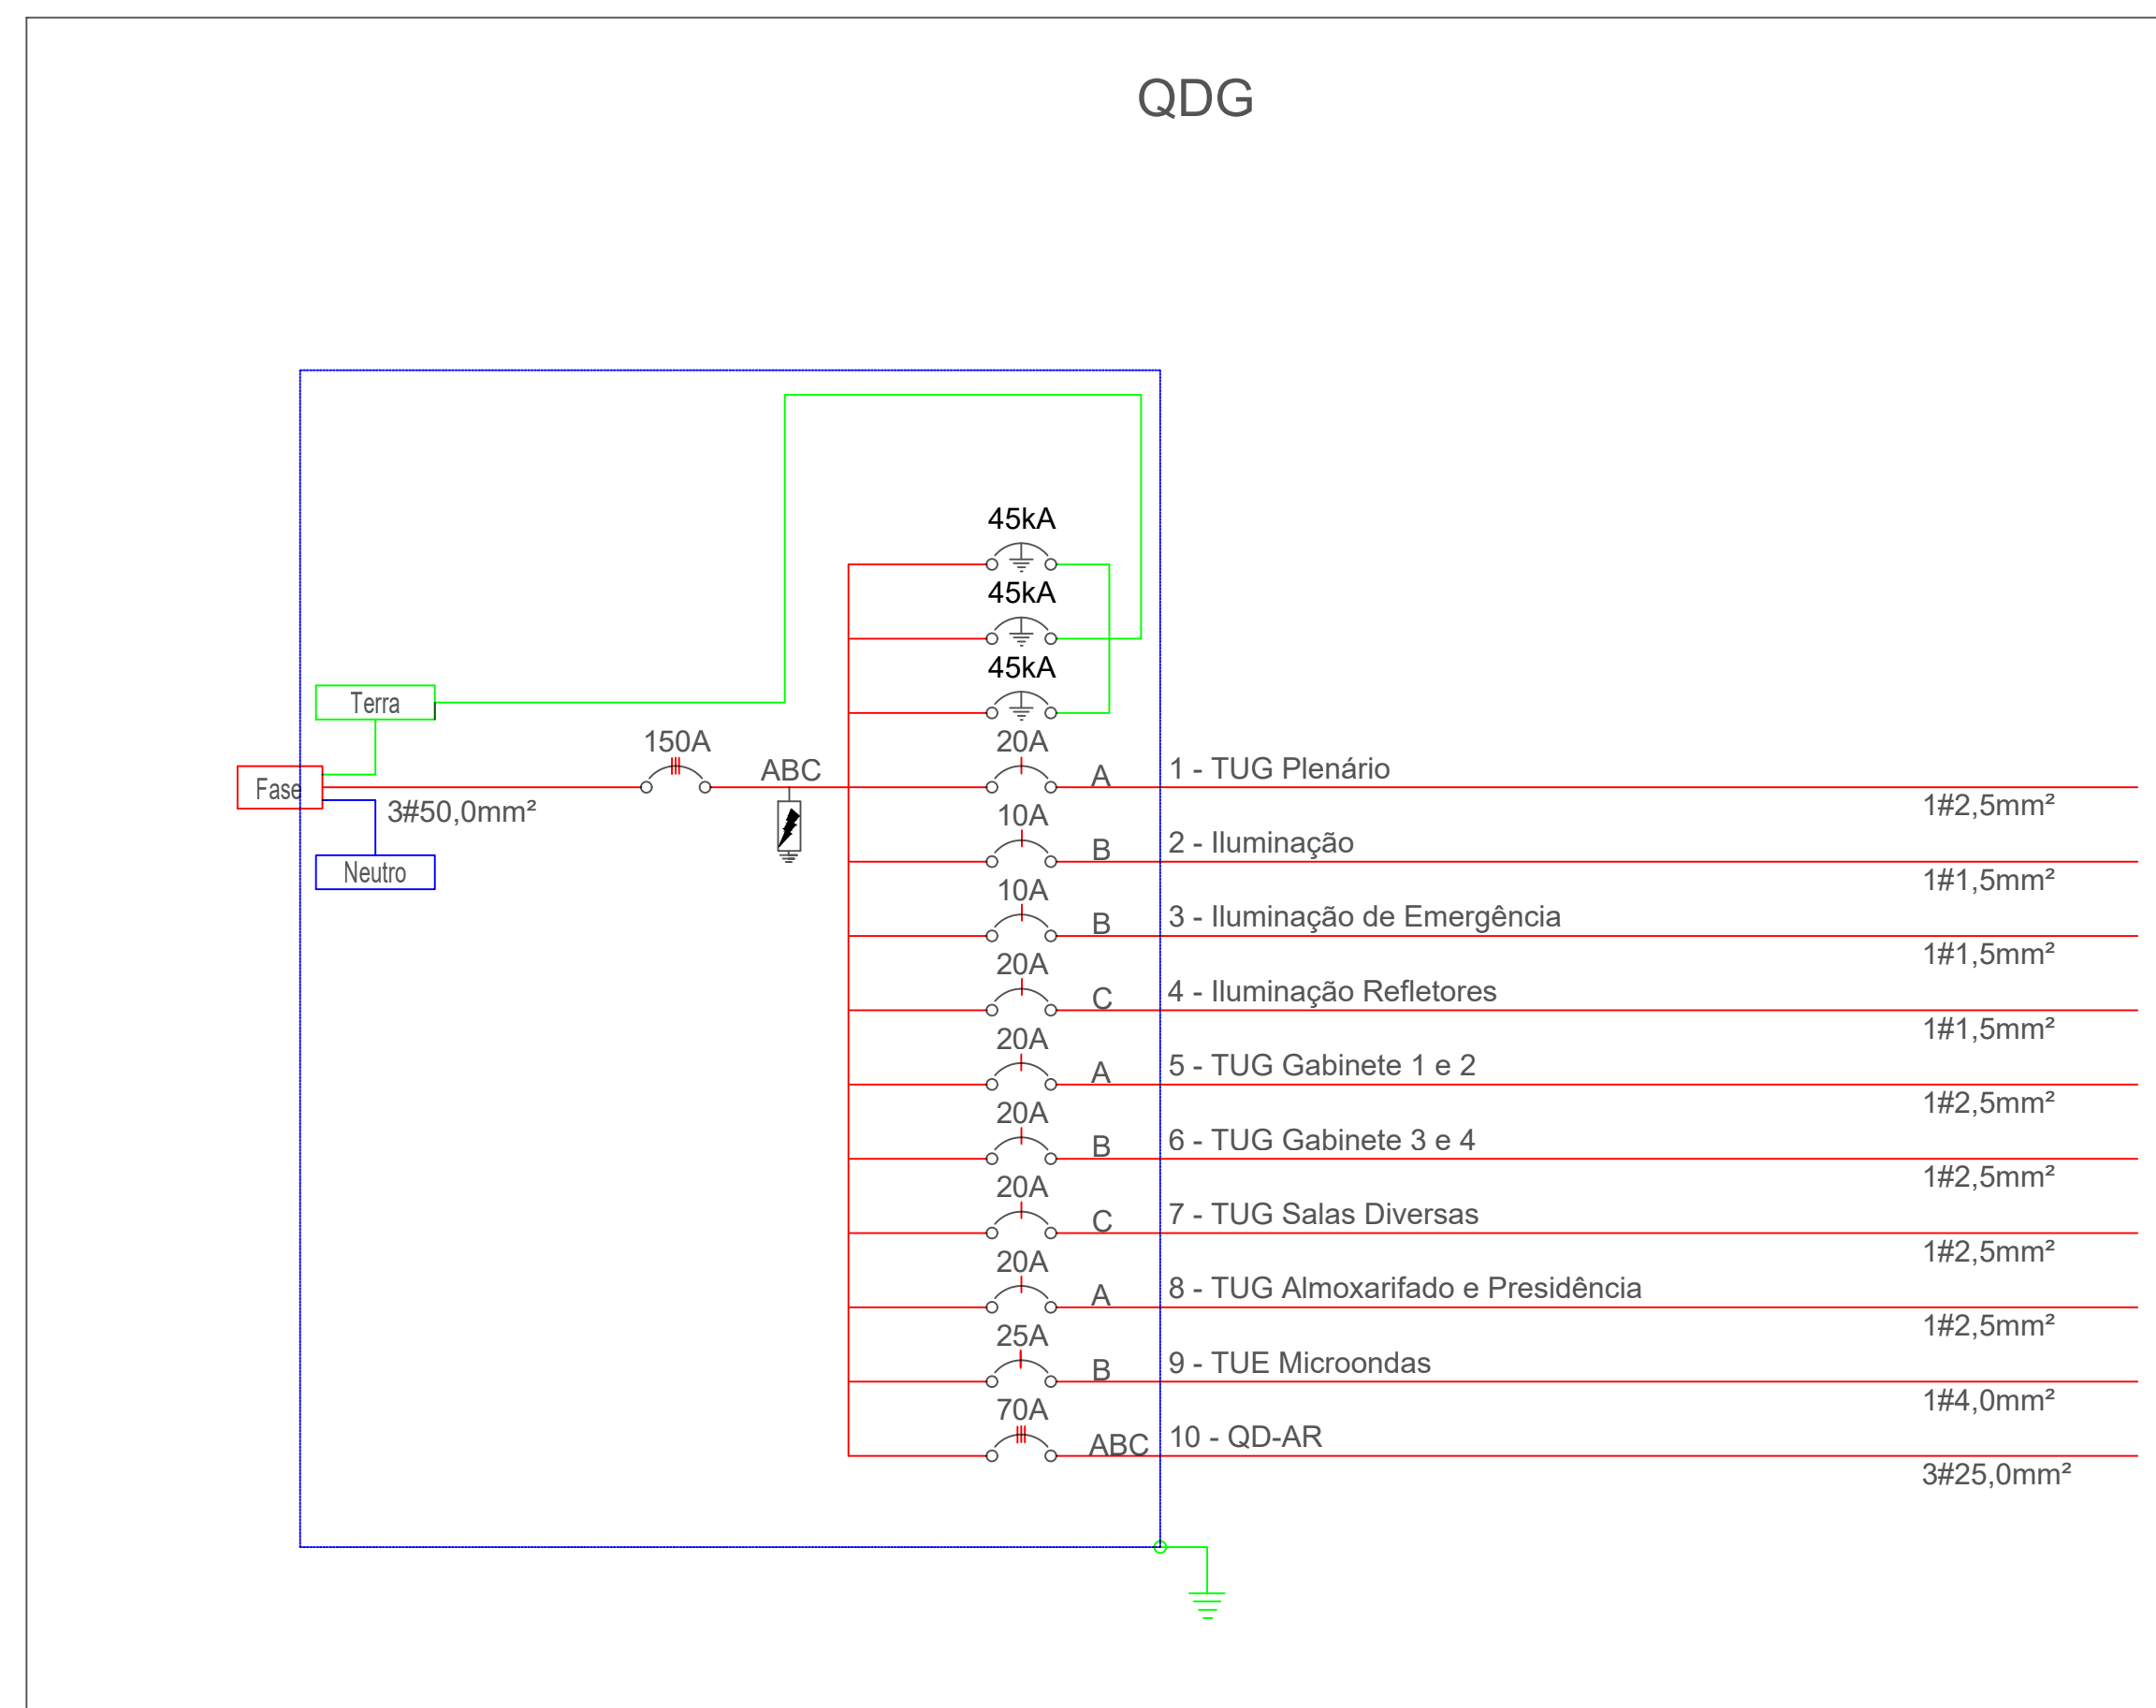 QDG
45kA
45kA
45kA
Terra
150A
ABC
Fase
3#50,0mm²
Neutro
20A
A
1 - TUG Plenário
1#2,5mm²
10A
B
2 - Iluminação
1#1,5mm²
10A
B
3 - Iluminação de Emergência
1#1,5mm²
20A
C
4 - Iluminação Refletores
1#1,5mm²
20A
A
5 - TUG Gabinete 1 e 2
1#2,5mm²
20A
B
6 - TUG Gabinete 3 e 4
1#2,5mm²
20A
C
7 - TUG Salas Diversas
1#2,5mm²
20A
A
8 - TUG Almoxarifado e Presidência
1#2,5mm²
25A
B
9 - TUE Microondas
1#4,0mm²
70A
ABC
10 - QD-AR
3#25,0mm²